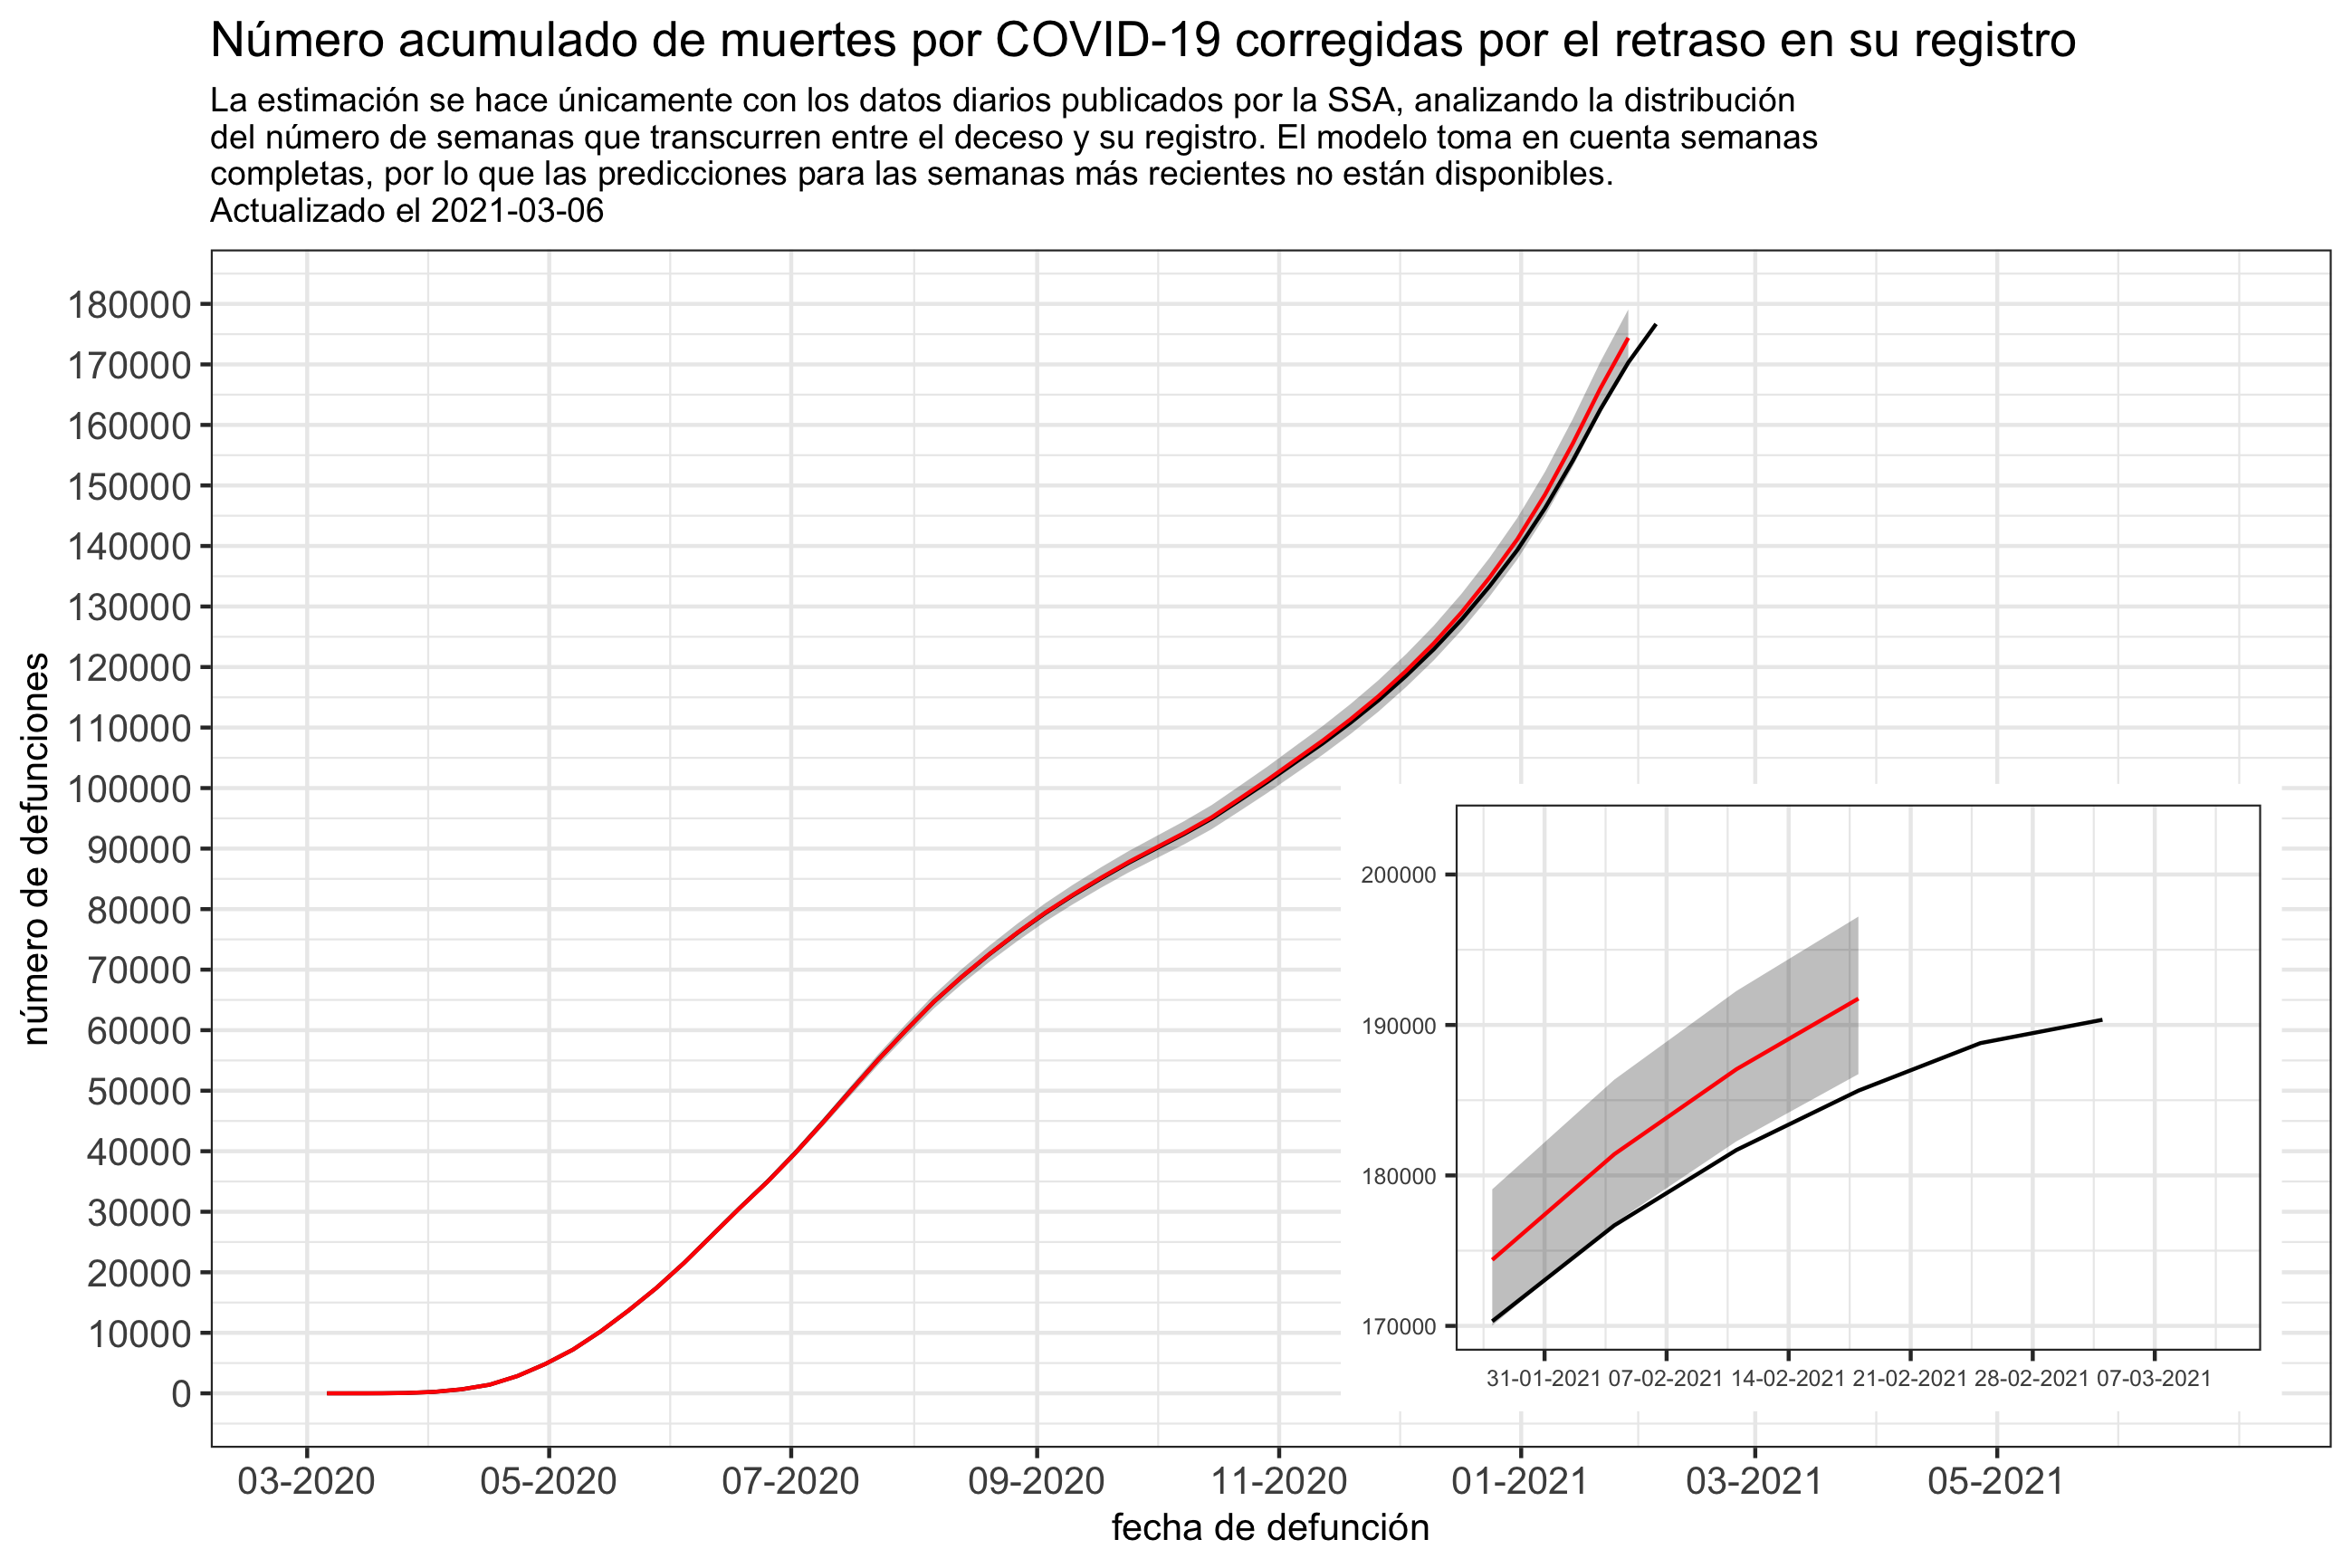 Número acumulado de muertes por COVID-19 corregidas por el retraso en su registro
La estimación se hace únicamente con los datos diarios publicados por la SSA, analizando la distribución
del número de semanas que transcurren entre el deceso y su registro. El modelo toma en cuenta semanas
completas, por lo que las predicciones para las semanas más recientes no están disponibles.
Actualizado el 2021-03-06
número de defunciones
180000
170000
160000
150000
140000
130000
120000
110000
100000
90000
80000
70000
60000
50000
40000
30000
20000
10000
0
200000
190000
180000
170000
31-01-2021 07-02-2021 14-02-2021 21-02-2021 28-02-2021 07-03-2021
03-2020 05-2020 07-2020 09-2020 11-2020 01-2021 03-2021 05-2021
fecha de defunción